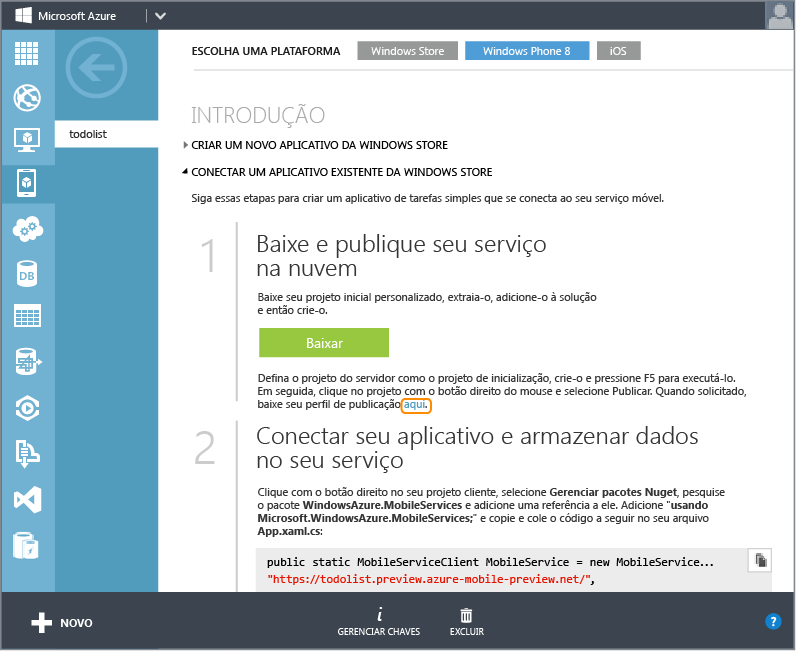 Microsoft Azure
ESCOLHA UMA PLATAFORMA
Windows Store
Windows Phone 8
iOS
todolist
INTRODUÇÃO
CRIAR UM NOVO APLICATIVO DA WINDOWS STORE
CONECTAR UM APLICATIVO EXISTENTE DA WINDOWS STORE
Siga essas etapas para criar um aplicativo de tarefas simples que se conecta ao seu serviço móvel.
1
Baixe e publique seu serviço
na nuvem
Baixe seu projeto inicial personalizado, extraia-o, adicione-o à solução
e então crie-o.
Baixar
Defina o projeto do servidor como o projeto de inicialização, crie-o e pressione F5 para executá-lo.
Em seguida, clique no projeto com o botão direito do mouse e selecione Publicar. Quando solicitado,
baixe seu perfil de publicação aqui.
2
Conectar seu aplicativo e armazenar dados
no seu serviço
Clique com o botão direito no seu projeto cliente, selecione Gerenciar pacotes Nuget, pesquise
o pacote WindowsAzure.MobileServices e adicione uma referência a ele. Adicione "usando
Microsoft.WindowsAzure.MobileServices;" e copie e cole o código a seguir no seu arquivo
App.xaml.cs:
public static MobileServiceClient MobileService = new MobileService...
"https://todolist.preview.azure-mobile-preview.net/",
DB
NOVO
GERENCIAR CHAVES
EXCLUIR
?